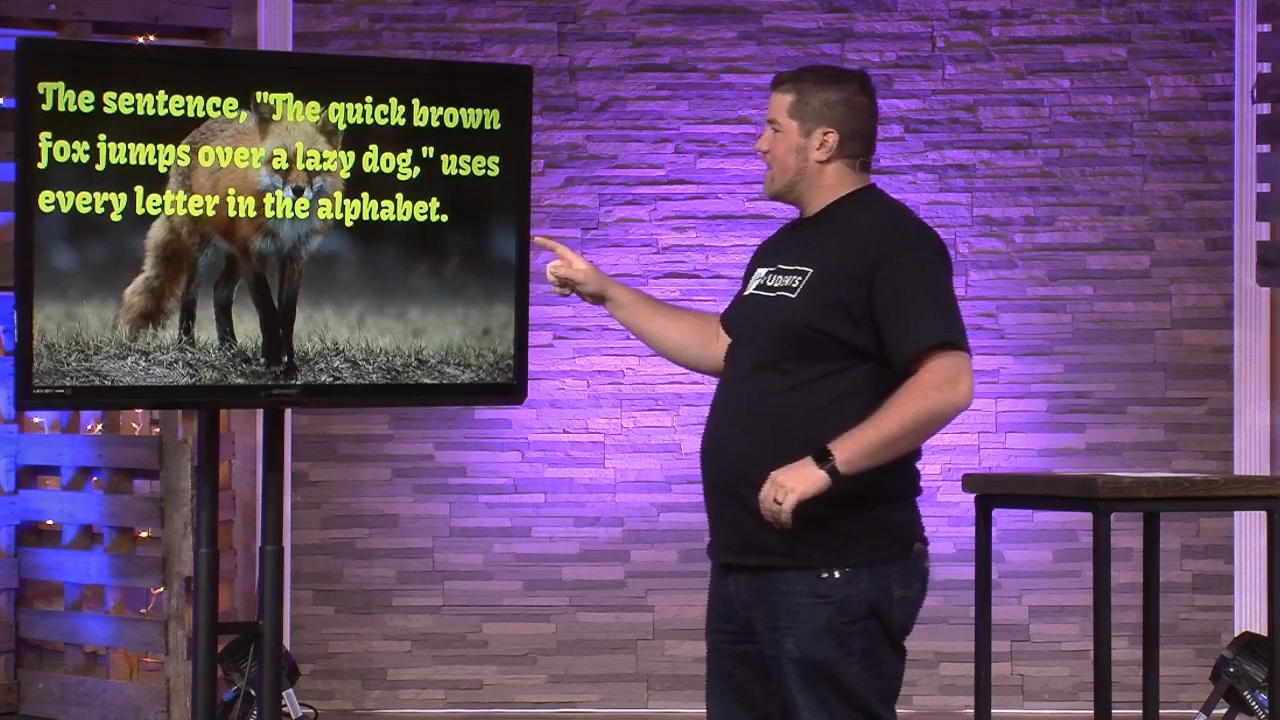 The sentence, "The quick brown
fox jumps over a lazy dog," uses
every letter in the alphabet.